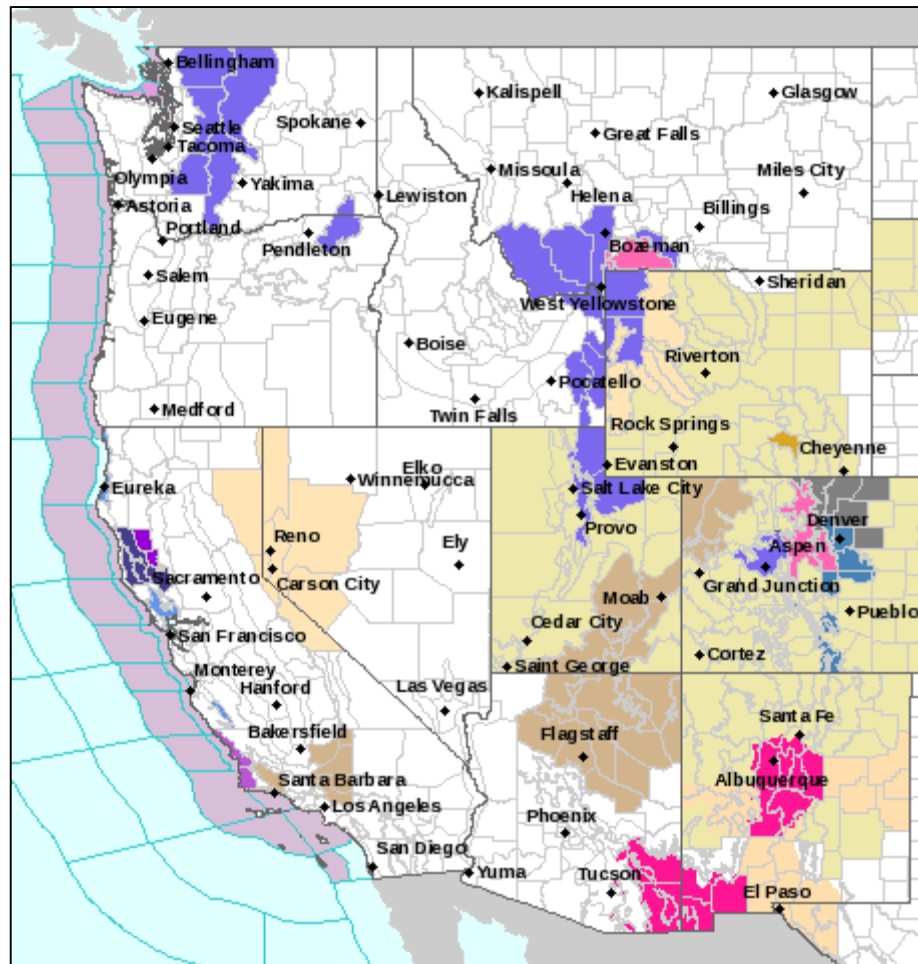 Bellingham
Kalispell
Glasgow
Seattle
Spokane
Great Falls
Tacoma
Missoula
Miles City
Olympia
Yakima
Helena
Lewiston
Astoria
Billings
Portland
Pendleton
Bozeman
Salem
Sheridan
West Yellowstone
Eugene
Boise
Riverton
Pocatello
Medford
Twin Falls
Rock Springs
Cheyenne
Elko
Evanston
Eureka
Winnemucca
Salt Lake City
Provo
Denver
Reno
Ely
Aspen
Sacramento
Carson City
Grand Junction
Moab
Pueblo
San Francisco
Cedar City
Saint George
Cortez
Monterey
Las Vegas
Hanford
Santa Fe
Bakersfield
Flagstaff
Albuquerque
Santa Barbara
Los Angeles
Phoenix
San Diego
Yuma
Tucson
El Paso